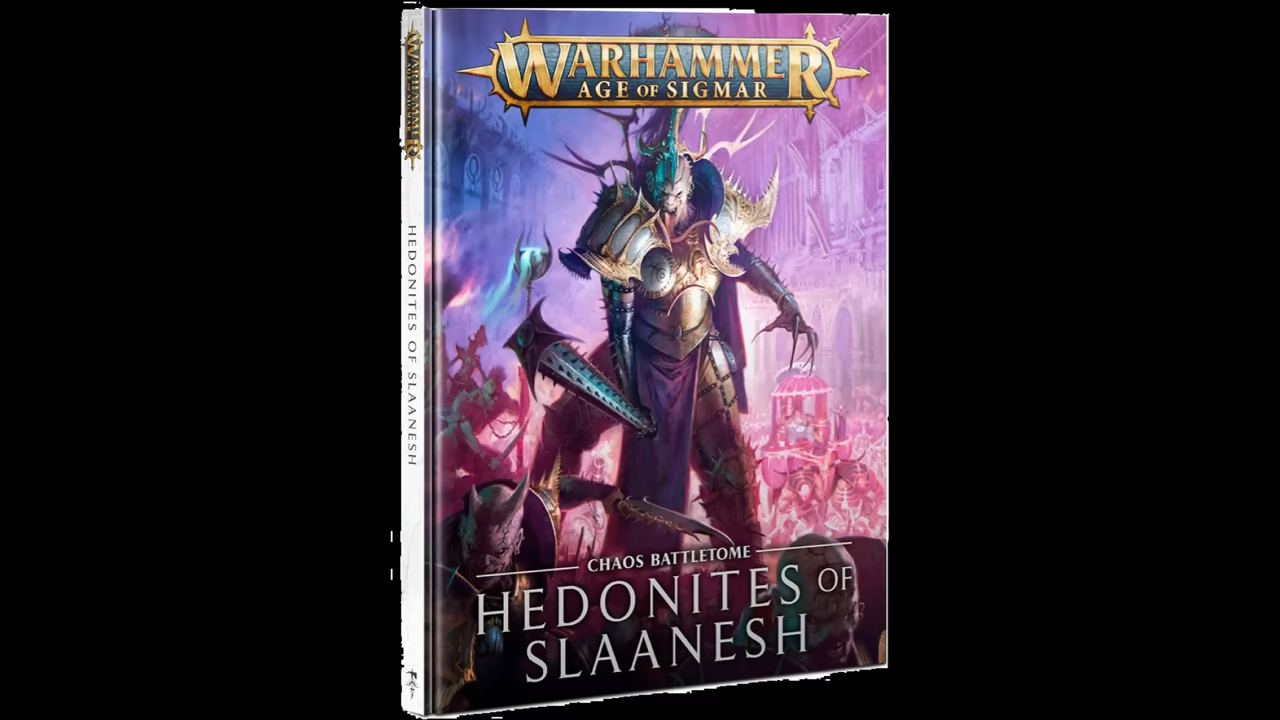 WARHAMMER
AGE OF SIGMAR
WARHAMMER
HEDONITES OF SLAANESH
CHAOS BATTLETOME
HEDONITES OF
SLAANESH